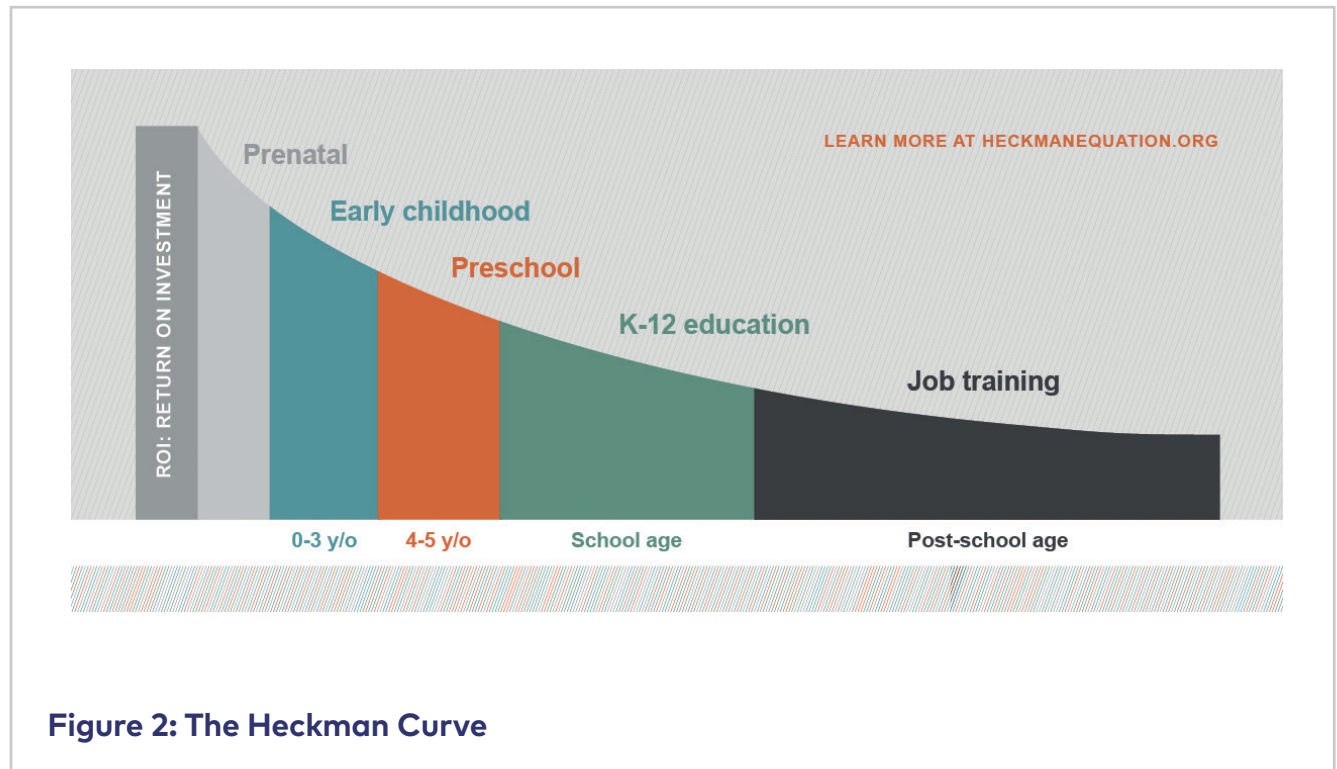 LEARN MORE AT HECKMANEQUATION.ORG
Prenatal
Early childhood
Preschool
K-12 education
Job training
ROI: RETURN ON INVESTMENT
0-3 y/o
4-5 y/o
School age
Post-school age
Figure 2: The Heckman Curve